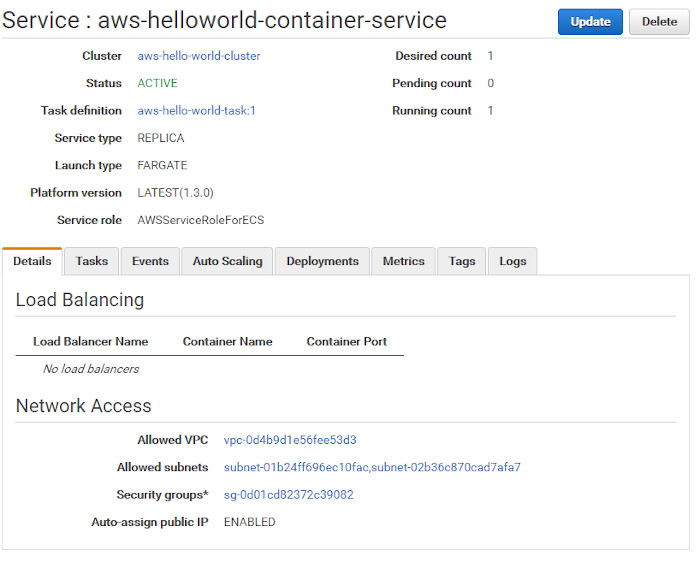 Service : aws-helloworld-container-service Update Delete
Cluster aws-hello-world-cluster Desired count 1
Status ACTIVE Pending count 0
Task definition aws-hello-world-task:1 Running count 1
Service type REPLICA
Launch type FARGATE
Platform version LATEST(1.3.0)
Service role AWSServiceRoleForECS
Details Tasks Events Auto Scaling Deployments Metrics Tags Logs
Load Balancing
Load Balancer Name Container Name Container Port
No load balancers
Network Access
Allowed VPC vpc-0d4b9d1e56fee53d3
Allowed subnets subnet-01b24ff696ec10fac,subnet-02b36c870cad7afa7
Security groups* sg-0d01cd82372c39082
Auto-assign public IP ENABLED